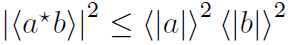 |⟨a⋆b⟩|² ≤ ⟨|a|⟩² ⟨|b|⟩²